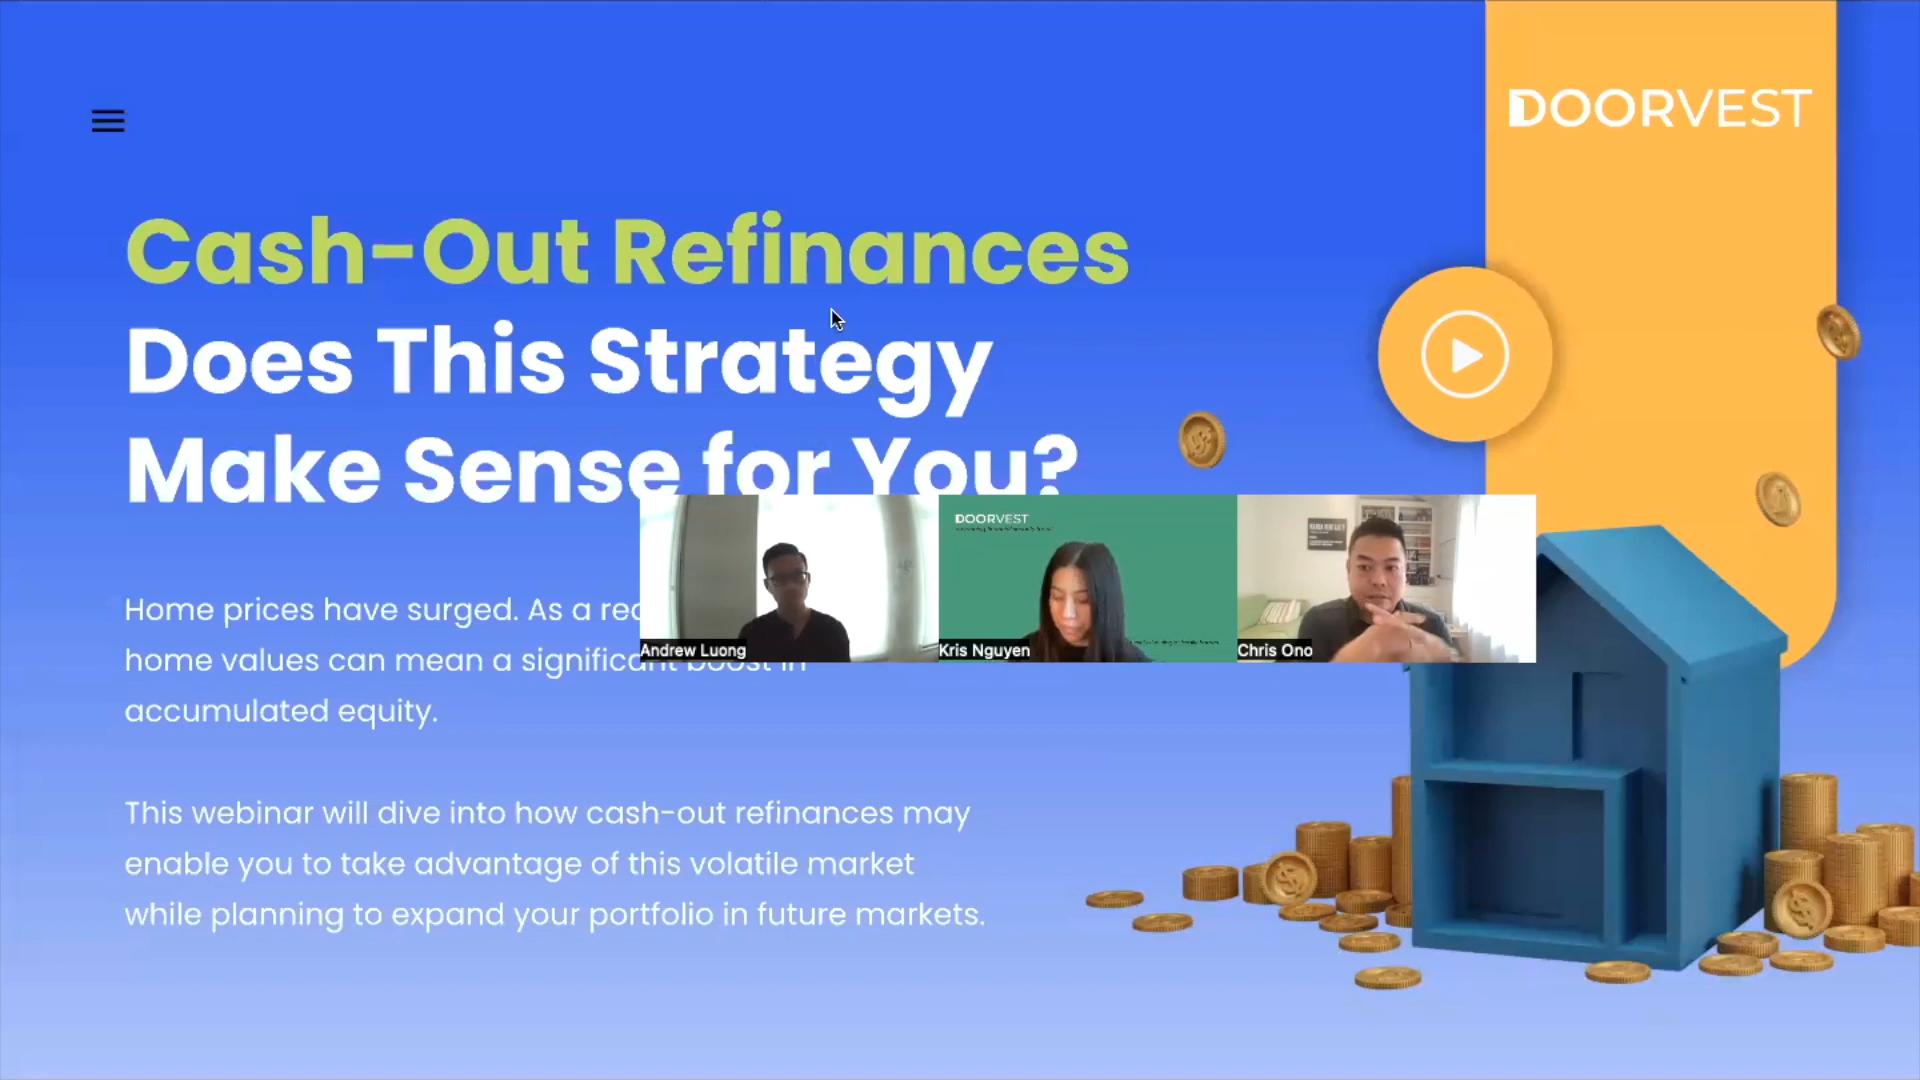 DOORVEST
Cash-Out Refinances
Does This Strategy
Make Sense for You?
DOORVEST
Andrew Luong
Kris Nguyen
Chris Ono
Home prices have surged. As a
home values can mean a significant boost in
accumulated equity.
This webinar will dive into how cash-out refinances may
enable you to take advantage of this volatile market
while planning to expand your portfolio in future markets.